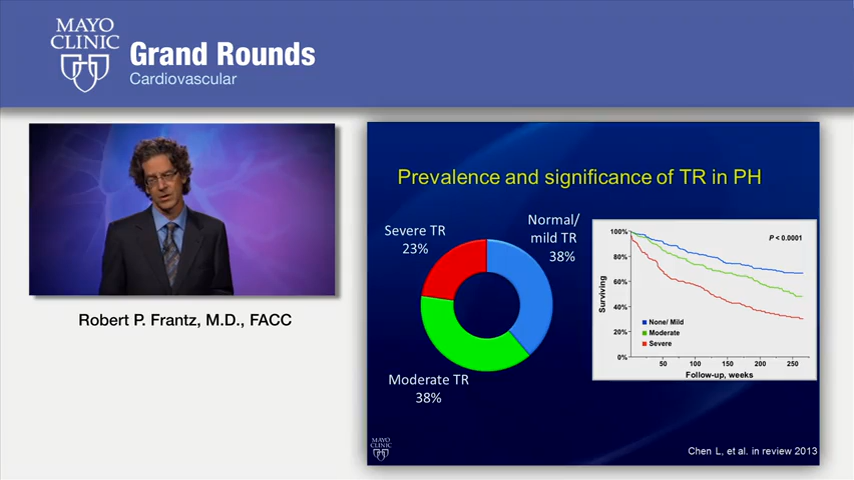 MAYO
CLINIC
Grand Rounds
Cardiovascular
Robert P. Frantz, M.D., FACC
Prevalence and significance of TR in PH
Severe TR
23%
Normal/
mild TR
38%
Moderate TR
38%
100%
80%
60%
40%
20%
0%
Surviving
P < 0.0001
None/ Mild
Moderate
Severe
50 100 150 200 250
Follow-up, weeks
MAYO
CLINIC
Chen L, et al. in review 2013